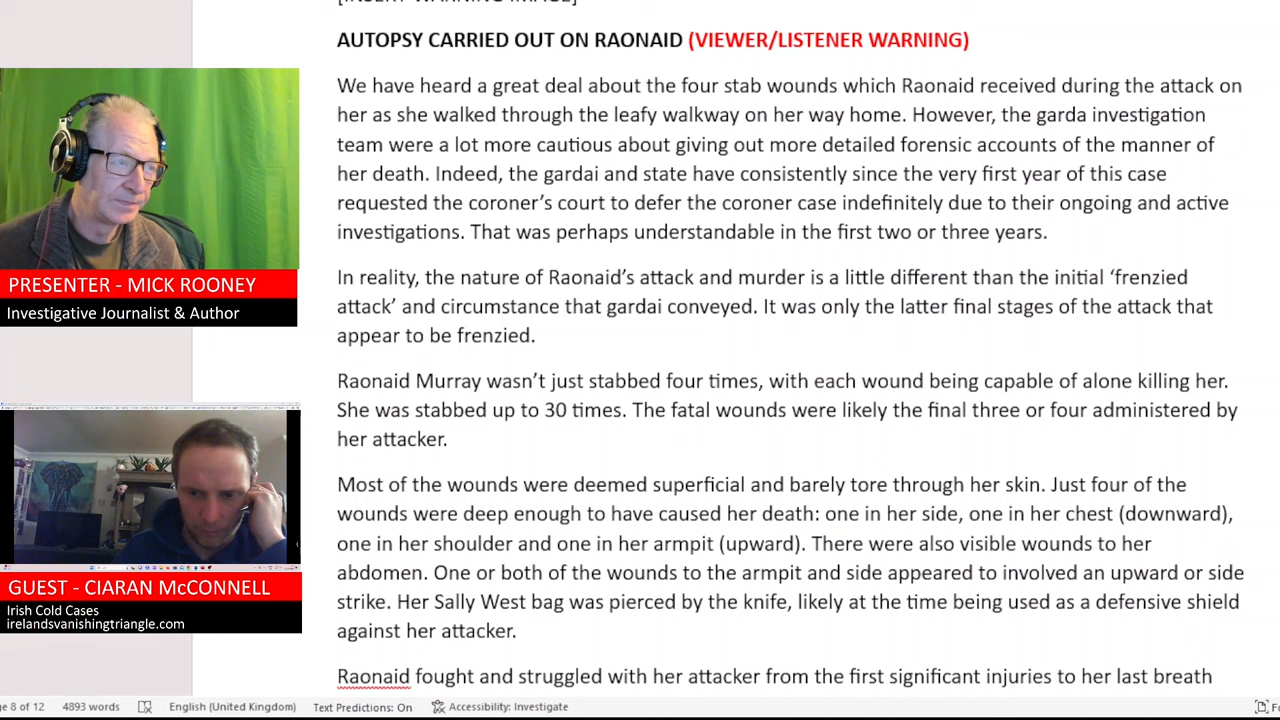 [INSERT WARNING IMAGE]
AUTOPSY CARRIED OUT ON RAONAID (VIEWER/LISTENER WARNING)
We have heard a great deal about the four stab wounds which Raonaid received during the attack on
her as she walked through the leafy walkway on her way home. However, the garda investigation
team were a lot more cautious about giving out more detailed forensic accounts of the manner of
her death. Indeed, the gardai and state have consistently since the very first year of this case
requested the coroner’s court to defer the coroner case indefinitely due to their ongoing and active
investigations. That was perhaps understandable in the first two or three years.
In reality, the nature of Raonaid’s attack and murder is a little different than the initial ‘frenzied
attack’ and circumstance that gardai conveyed. It was only the latter final stages of the attack that
appear to be frenzied.
Raonaid Murray wasn’t just stabbed four times, with each wound being capable of alone killing her.
She was stabbed up to 30 times. The fatal wounds were likely the final three or four administered by
her attacker.
Most of the wounds were deemed superficial and barely tore through her skin. Just four of the
wounds were deep enough to have caused her death: one in her side, one in her chest (downward),
one in her shoulder and one in her armpit (upward). There were also visible wounds to her
abdomen. One or both of the wounds to the armpit and side appeared to involved an upward or side
strike. Her Sally West bag was pierced by the knife, likely at the time being used as a defensive shield
against her attacker.
Raonaid fought and struggled with her attacker from the first significant injuries to her last breath
PRESENTER - MICK ROONEY
Investigative Journalist & Author
GUEST - CIARAN McCONNELL
Irish Cold Cases
irelandsvanishingtriangle.com
ge 8 of 12 4893 words English (United Kingdom) Text Predictions: On Accessibility: Investigate Fo